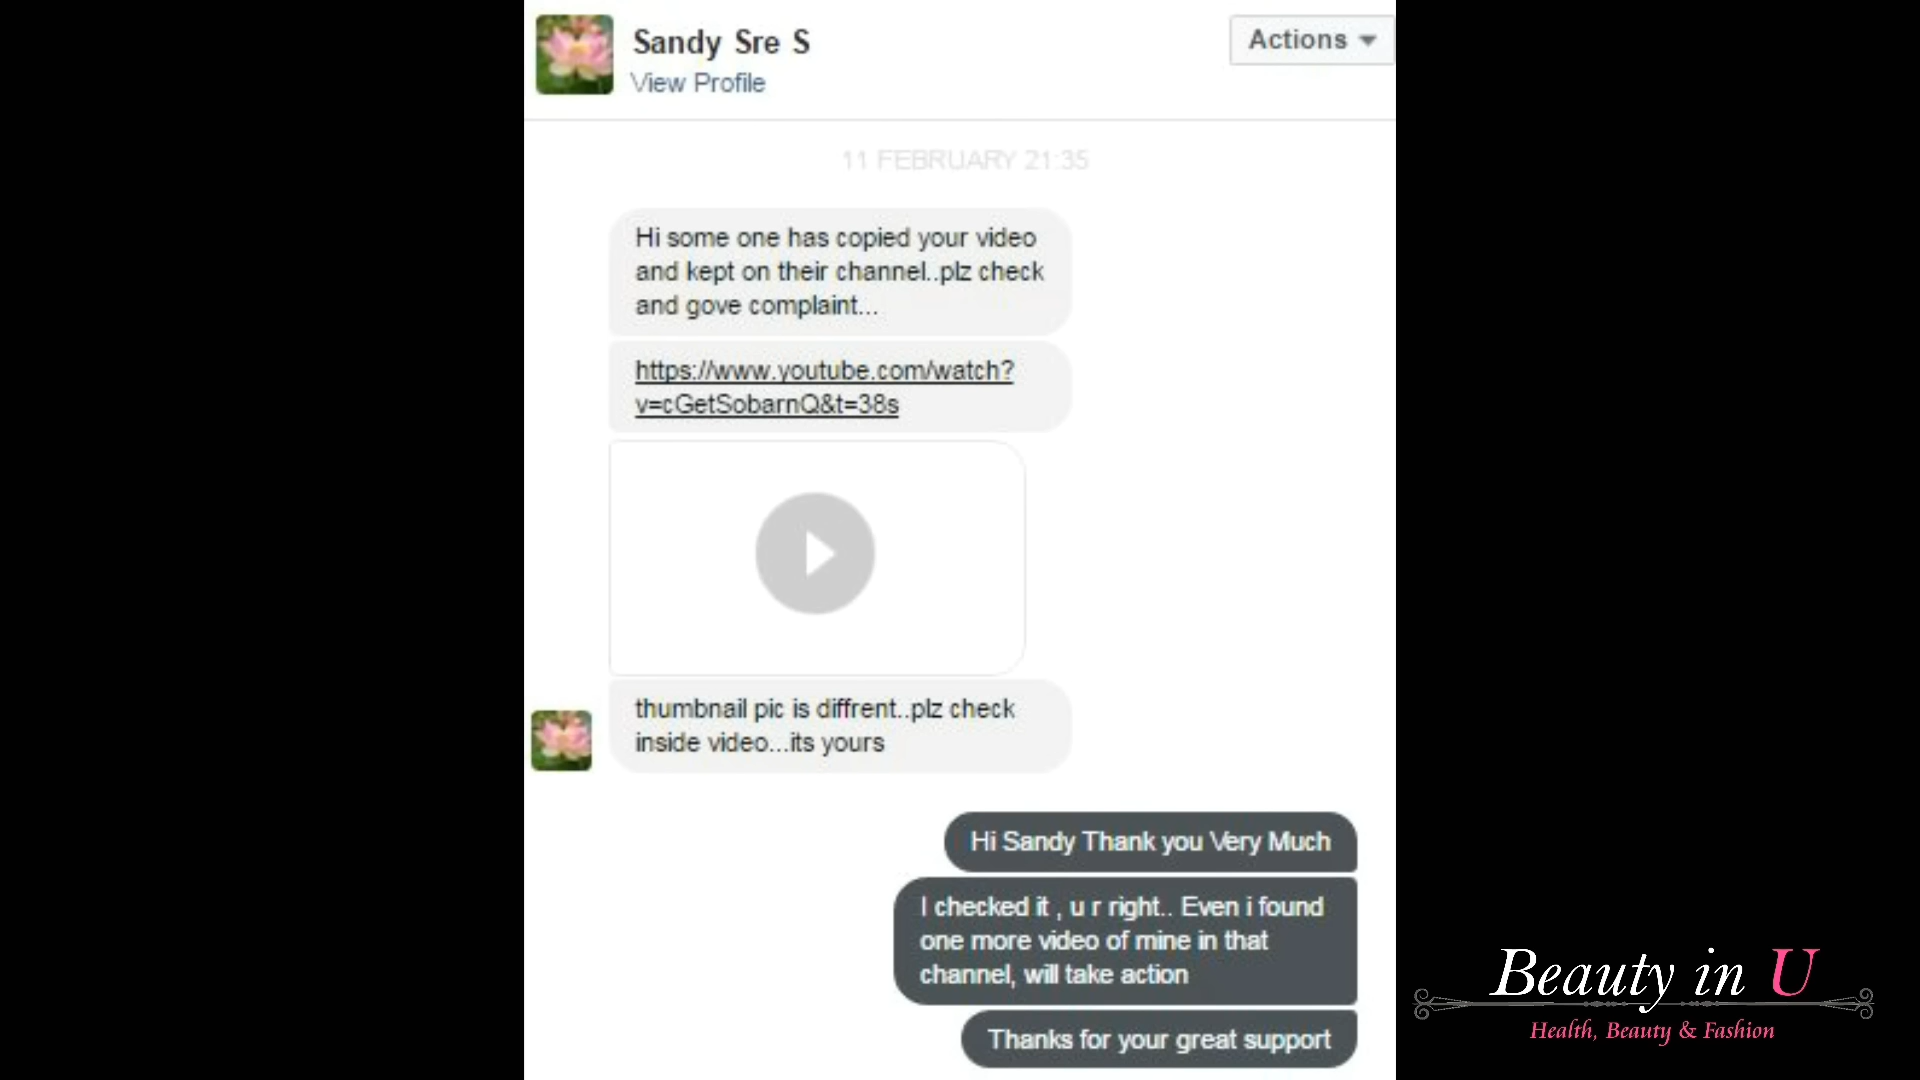 Sandy Sre S
Actions
View Profile
11 FEBRUARY 21:35
Hi some one has copied your video
and kept on their channel..plz check
and gove complaint...
https://www.youtube.com/watch?
v=cGetSobarnQ&t=38s
thumbnail pic is diffrent..plz check
inside video...its yours
Hi Sandy Thank you Very Much
I checked it , u r right.. Even i found
one more video of mine in that
channel, will take action
Thanks for your great support
Beauty in U
Health, Beauty & Fashion